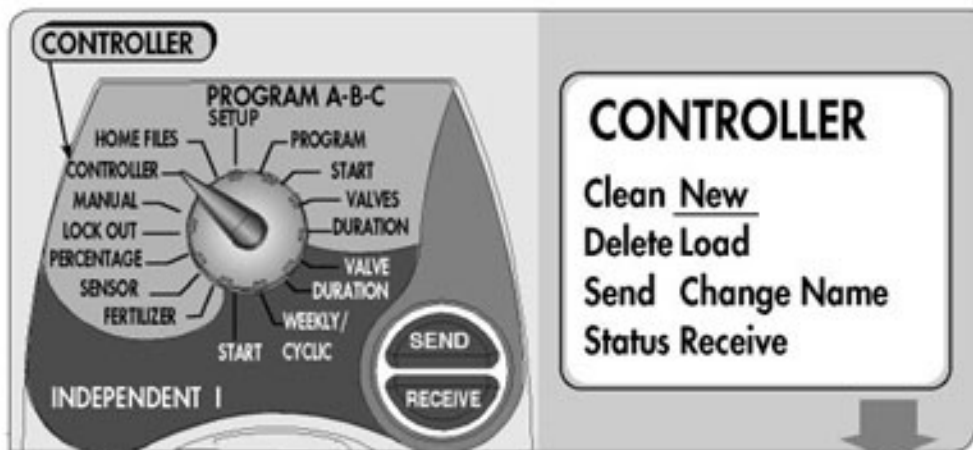 CONTROLLER
PROGRAM A-B-C
SETUP
HOME FILES
PROGRAM
CONTROLLER
START
MANUAL
VALVES
LOCK OUT
DURATION
PERCENTAGE
VALVE
DURATION
SENSOR
FERTILIZER
WEEKLY/
CYCLIC
START
SEND
RECEIVE
INDEPENDENT I
CONTROLLER
Clean New
Delete Load
Send Change Name
Status Receive